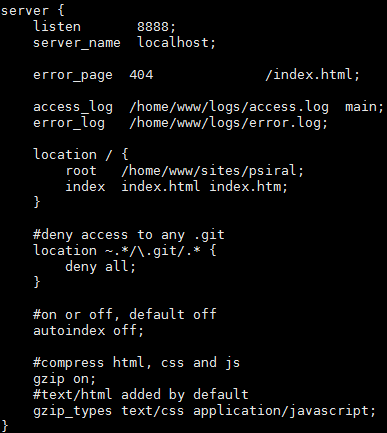 server {
    listen       8888;
    server_name  localhost;

    error_page  404              /index.html;

    access_log  /home/www/logs/access.log  main;
    error_log   /home/www/logs/error.log;

    location / {
        root   /home/www/sites/psiral;
        index  index.html index.htm;
    }

    #deny access to any .git
    location ~.*/\.git/.* {
        deny all;
    }

    #on or off, default off
    autoindex off;

    #compress html, css and js
    gzip on;
    #text/html added by default
    gzip_types text/css application/javascript;
}